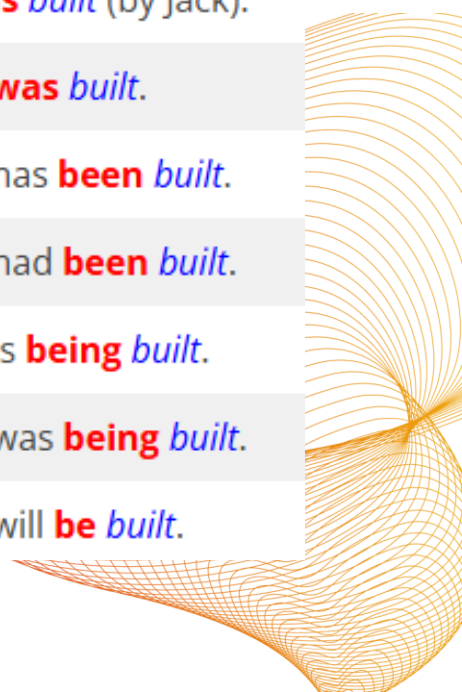 built (by Jack).
was built.
has been built.
had been built.
being built.
was being built.
will be built.